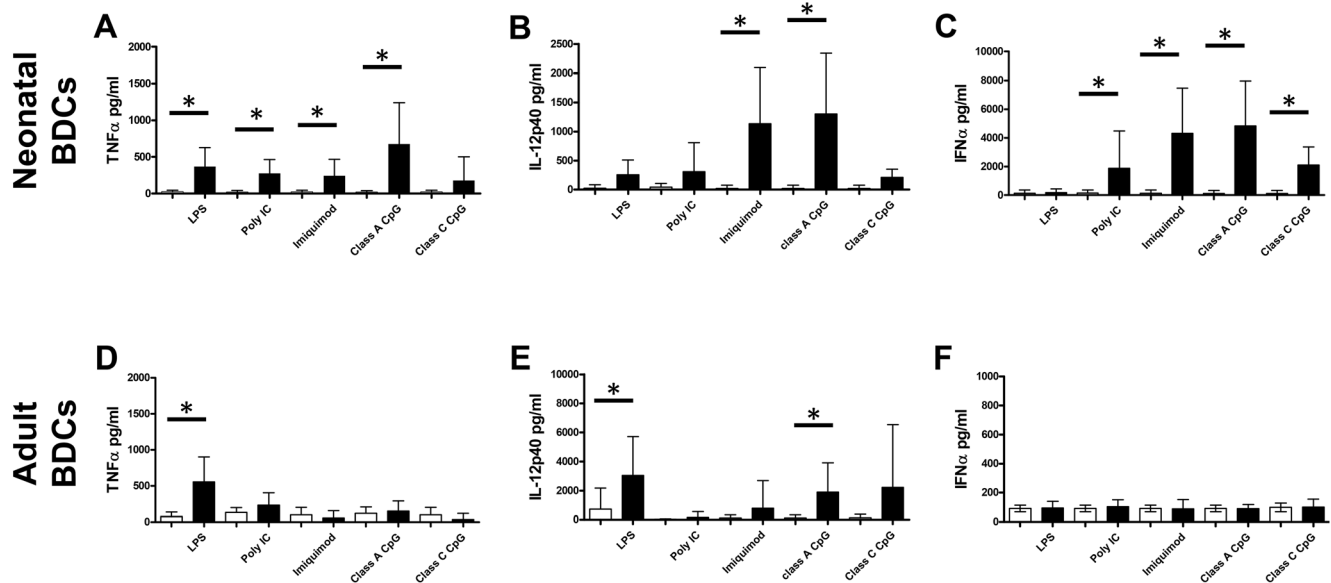 Neonatal
BDCs
A
TNFα pg/ml
2000
1500
1000
500
0
*
*
*
*
LPS
Poly IC
Imiquimod
Class A CpG
Class C CpG
B
IL-12p40 pg/ml
2500
2000
1500
1000
500
0
*
*
LPS
Poly IC
Imiquimod
class A CpG
Class C CpG
C
IFNα pg/ml
10000
8000
6000
4000
2000
0
*
*
*
*
LPS
Poly IC
Imiquimod
Class A CpG
Class C CpG
Adult
BDCs
D
TNFα pg/ml
2000
1500
1000
500
0
*
LPS
Poly IC
Imiquimod
Class A CpG
Class C CpG
E
IL-12p40 pg/ml
10000
8000
6000
4000
2000
0
*
*
LPS
Poly IC
Imiquimod
class A CpG
Class C CpG
F
IFNα pg/ml
1000
800
600
400
200
0
LPS
Poly IC
Imiquimod
Class A CpG
Class C CpG